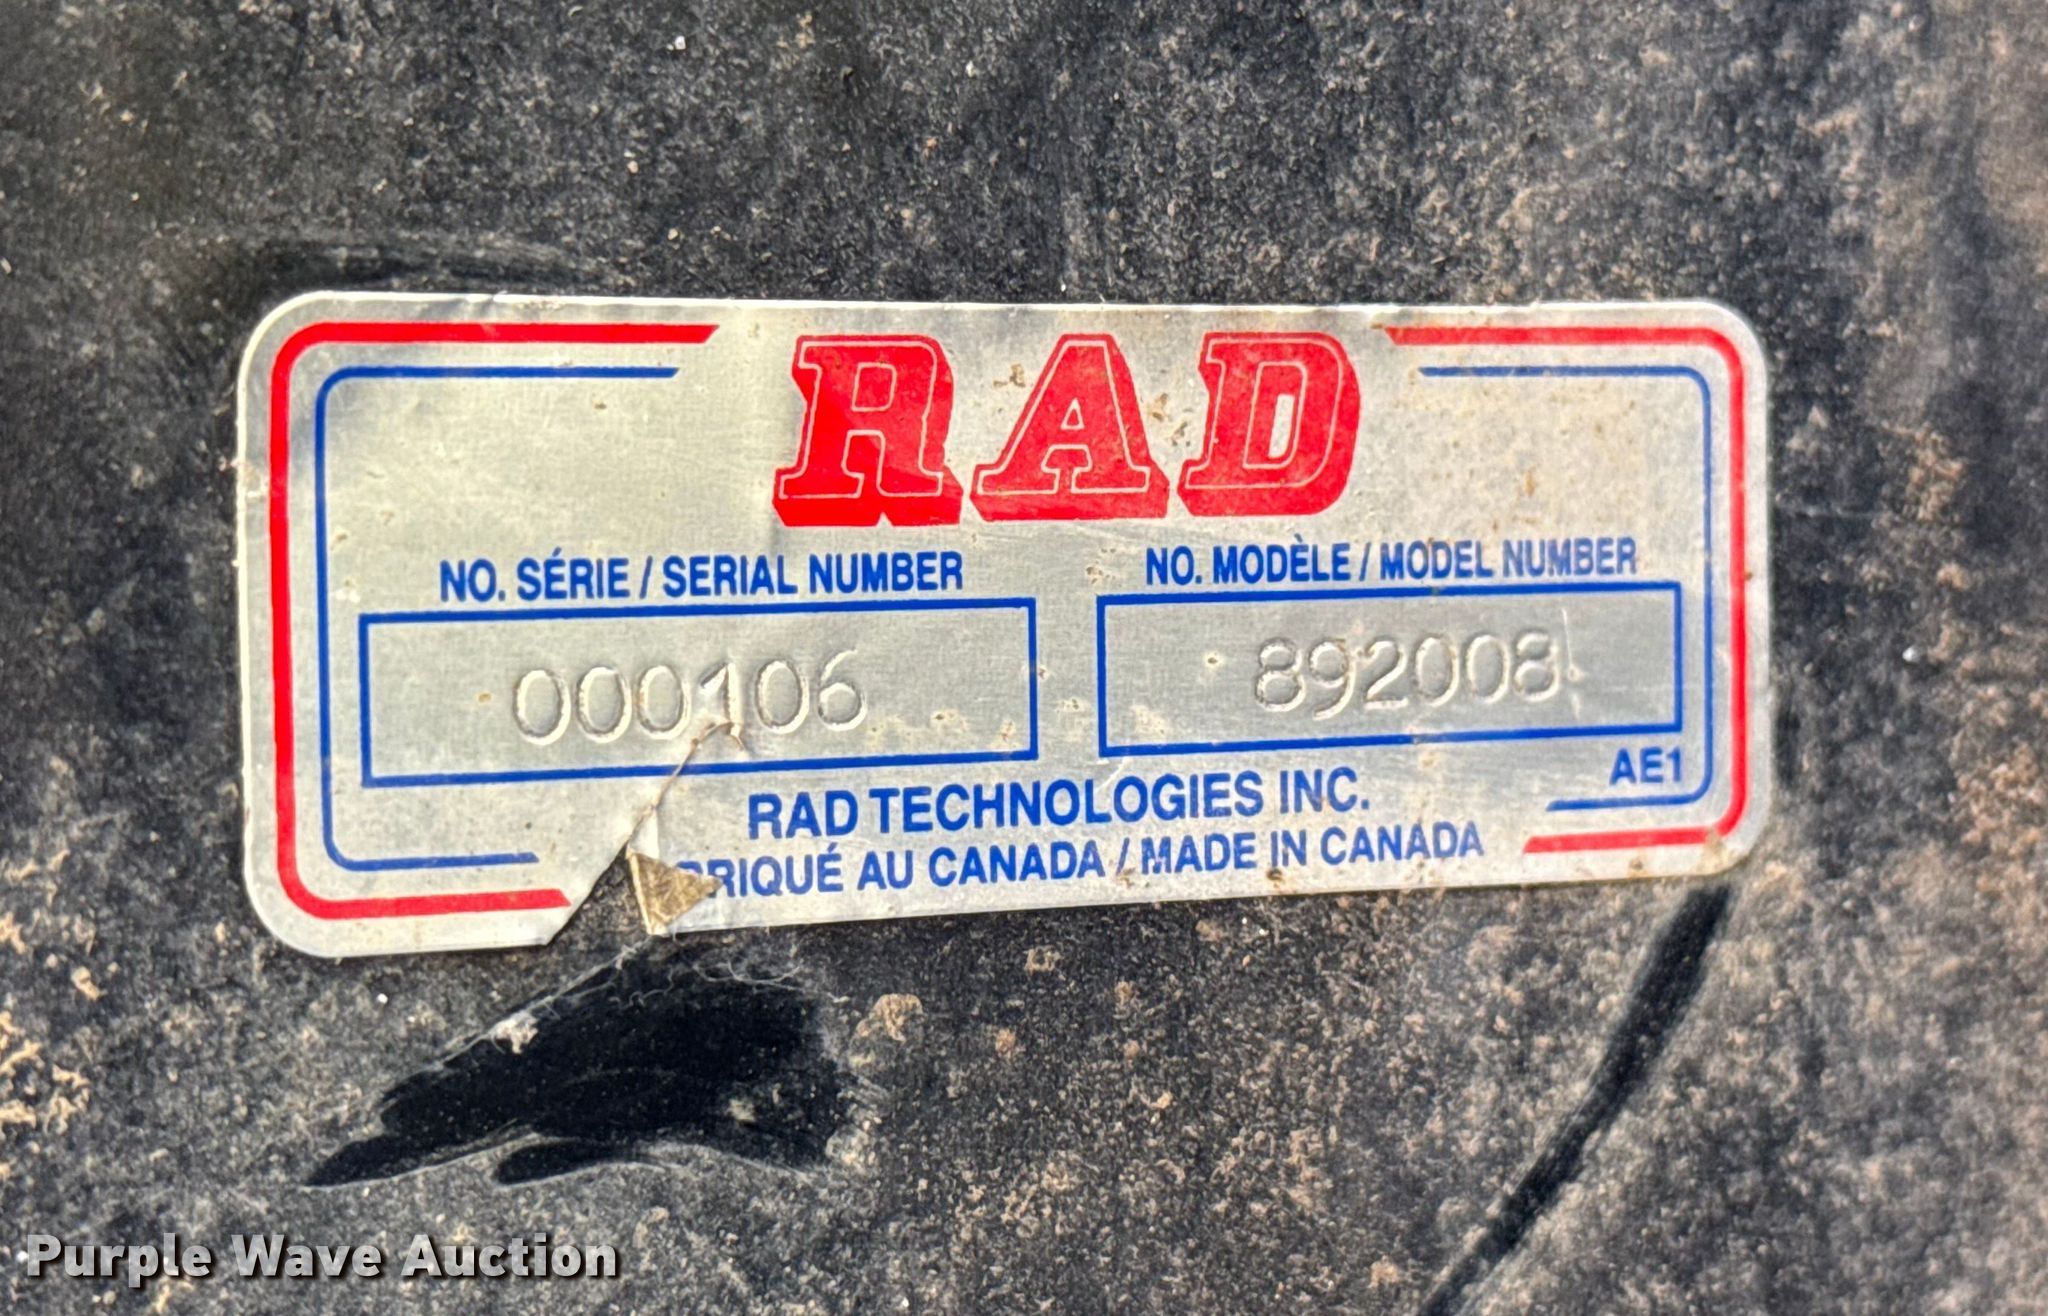 RAD
NO. SÉRIE / SERIAL NUMBER
NO. MODÈLE / MODEL NUMBER
000106
892008
AE1
RAD TECHNOLOGIES INC.
AU CANADA / MADE IN CANADA
Purple Wave Auction